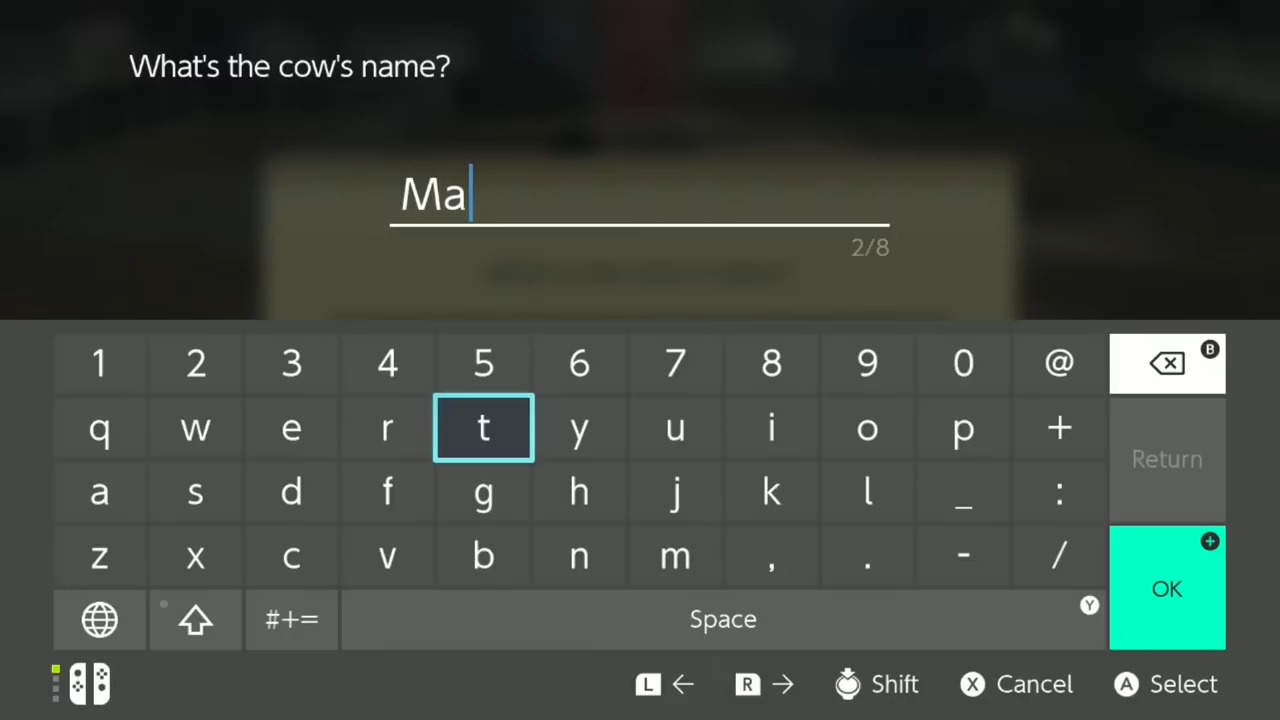 What's the cow's name?
Ma
2/8
1 2 3 4 5 6 7 8 9 0 @ B
q w e r t y u i o p +
Return
a s d f g h j k l _ :
z x c v b n m , . - /
OK
#+= Space Y
L ← R → Shift X Cancel A Select